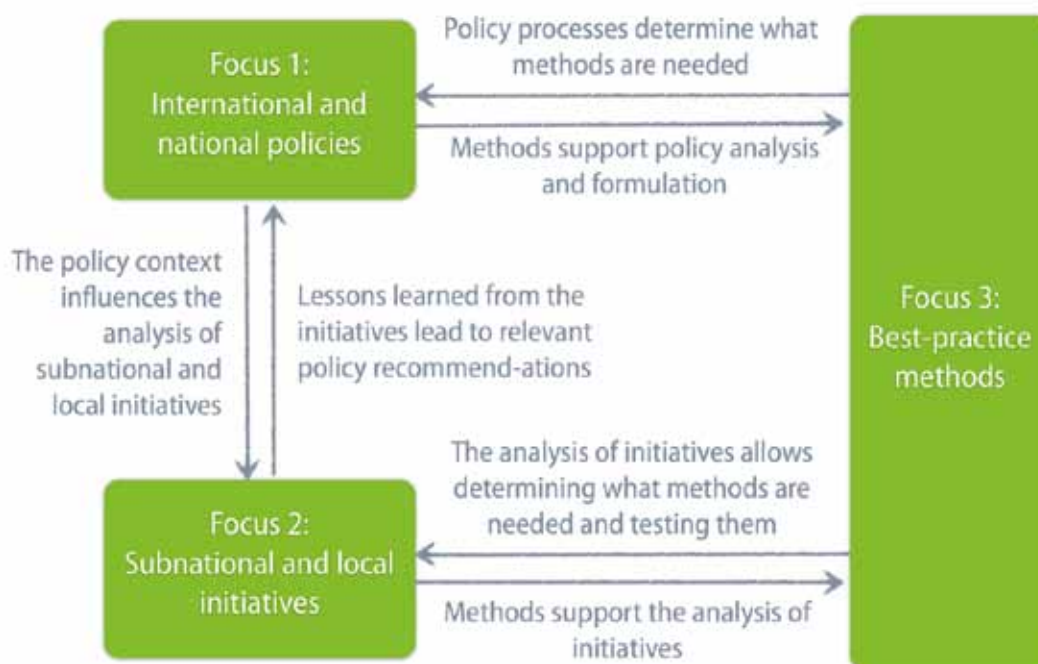 Focus 1:
International and
national policies
Policy processes determine what
methods are needed
Methods support policy analysis
and formulation
The policy context
influences the
analysis of
subnational and
local initiatives
Lessons learned from the
initiatives lead to relevant
policy recommend-ations
Focus 3:
Best-practice
methods
Focus 2:
Subnational and local
initiatives
The analysis of initiatives allows
determining what methods are
needed and testing them
Methods support the analysis of
initiatives